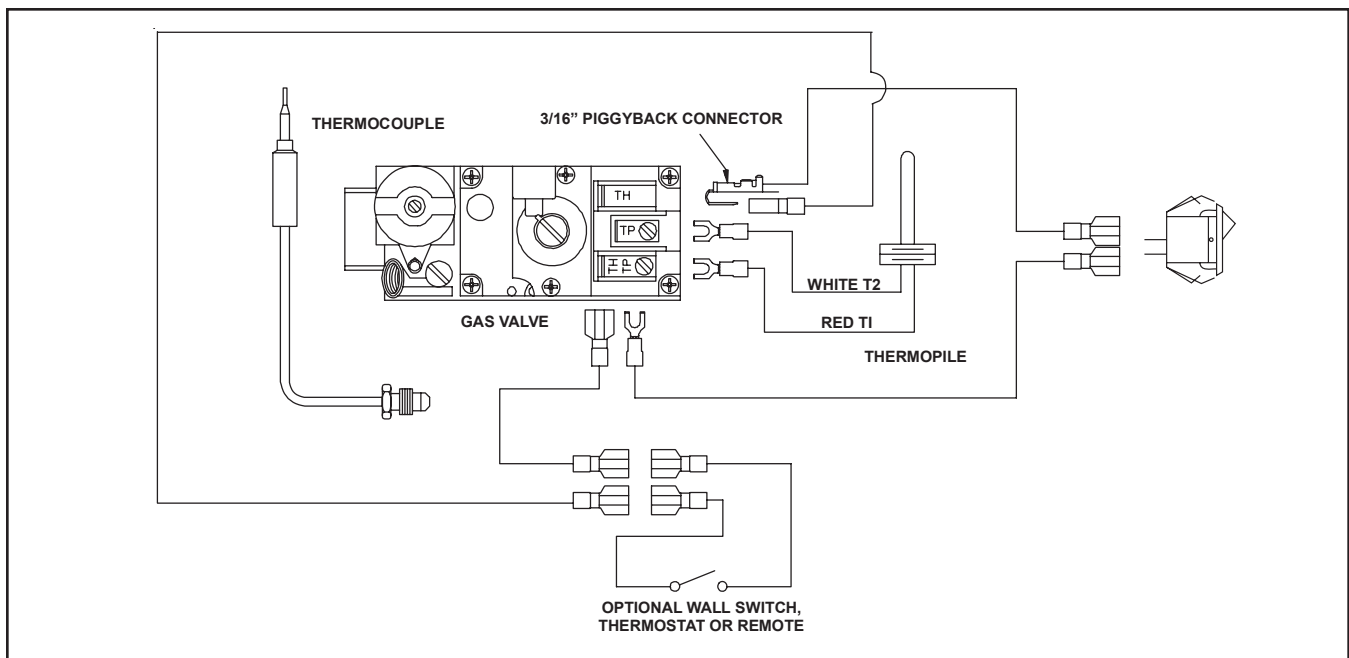 THERMOCOUPLE
3/16” PIGGYBACK CONNECTOR
TH
TP
TH
TP
GAS VALVE
WHITE T2
RED TI
THERMOPILE
OPTIONAL WALL SWITCH,
THERMOSTAT OR REMOTE